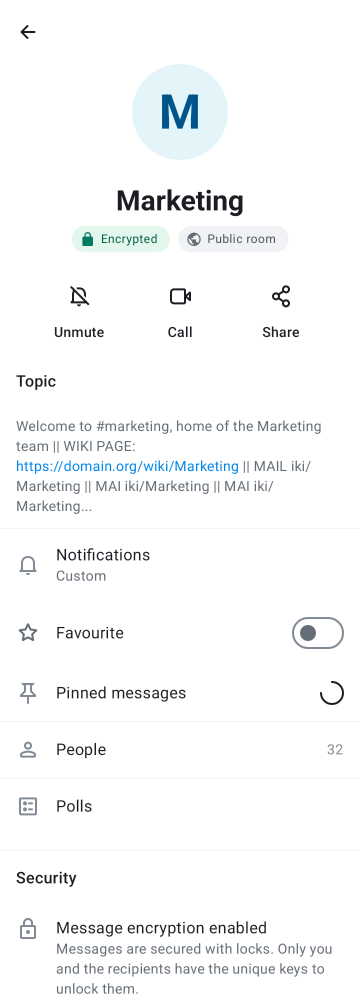 M
Marketing
Encrypted
Public room
Unmute
Call
Share
Topic
Welcome to #marketing, home of the Marketing
team || WIKI PAGE:
https://domain.org/wiki/Marketing || MAIL iki/
Marketing || MAI iki/Marketing || MAI iki/
Marketing...
Notifications
Custom
Favourite
Pinned messages
People 32
Polls
Security
Message encryption enabled
Messages are secured with locks. Only you
and the recipients have the unique keys to
unlock them.